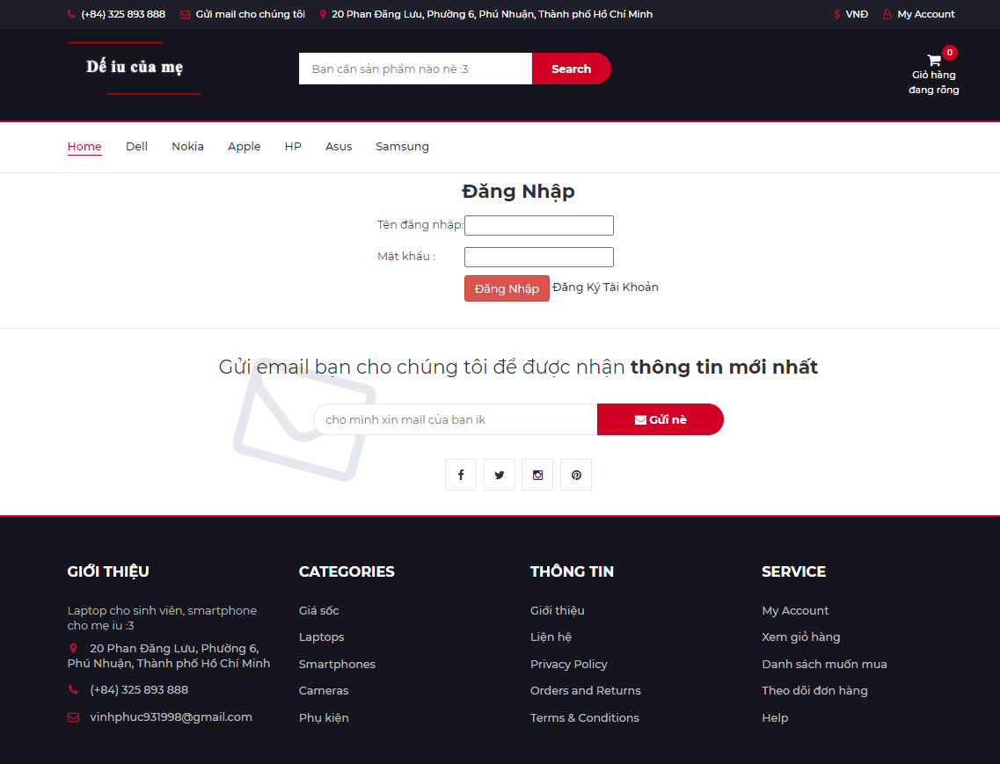 (+84) 325 893 888 Gửi mail cho chúng tôi 20 Phan Đăng Lưu, Phường 6, Phú Nhuận, Thành phố Hồ Chí Minh $ VNĐ My Account
Dế iu của mẹ
Bạn cần sản phẩm nào nè :3 Search
0
Giỏ hàng
đang rỗng
Home Dell Nokia Apple HP Asus Samsung
Đăng Nhập
Tên đăng nhập:
Mật khẩu :
Đăng Nhập Đăng Ký Tài Khoản
Gửi email bạn cho chúng tôi để được nhận thông tin mới nhất
cho mình xin mail của bạn ik Gửi nè
GIỚI THIỆU
Laptop cho sinh viên, smartphone
cho mẹ iu :3
20 Phan Đăng Lưu, Phường 6,
Phú Nhuận, Thành phố Hồ Chí Minh
(+84) 325 893 888
vinhphuc931998@gmail.com
CATEGORIES
Giá sốc
Laptops
Smartphones
Cameras
Phụ kiện
THÔNG TIN
Giới thiệu
Liện hệ
Privacy Policy
Orders and Returns
Terms & Conditions
SERVICE
My Account
Xem giỏ hàng
Danh sách muốn mua
Theo dõi đơn hàng
Help